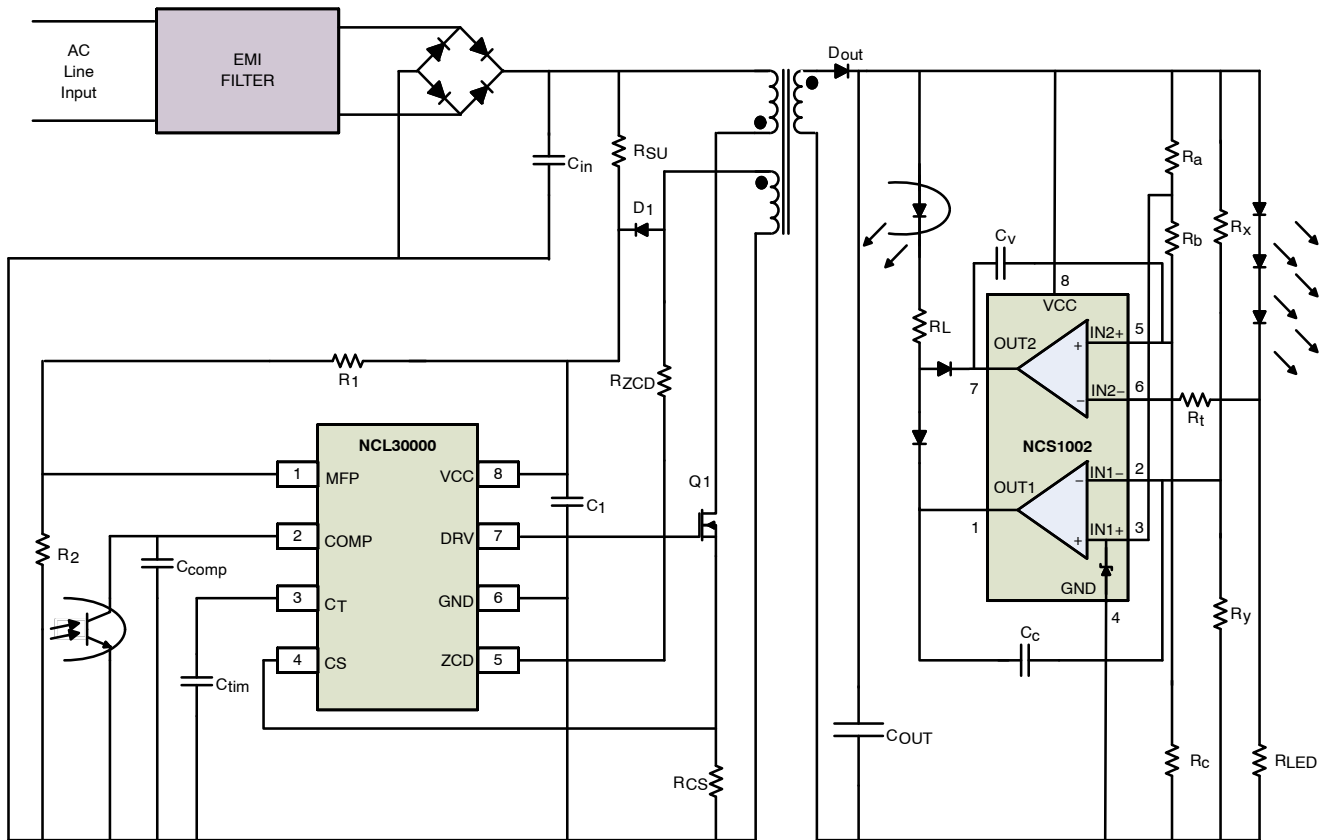 AC
Line
Input
EMI
FILTER
Cin
RSU
D1
Dout
Ra
Rb
Rx
Cv
8
VCC
RL
OUT2
IN2+
5
+
7
IN2−
6
−
Rt
R1
RZCD
NCL30000
NCS1002
1
MFP
VCC
8
C1
Q1
OUT1
IN1−
2
−
1
IN1+
3
+
R2
Ccomp
2
COMP
DRV
7
3
CT
GND
6
GND
4
Ry
4
CS
ZCD
5
Ctim
Cc
COUT
RCS
Rc
RLED